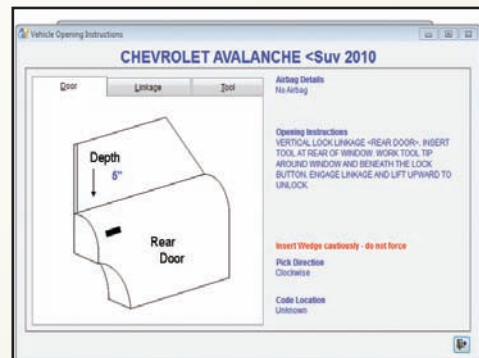 Vehicle Opening Instructions
CHEVROLET AVALANCHE <Suv 2010
Door
Linkage
Tool
Depth
6"
Rear
Door
Airbag Details
No Airbag
Opening Instructions
VERTICAL LOCK LINKAGE <REAR DOOR>. INSERT
TOOL AT REAR OF WINDOW. WORK TOOL TIP
AROUND WINDOW AND BENEATH THE LOCK
BUTTON. ENGAGE LINKAGE AND LIFT UPWARD TO
UNLOCK.
Insert Wedge cautiously - do not force
Pick Direction
Clockwise
Code Location
Unknown